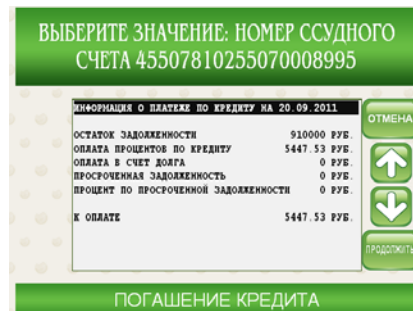 ВЫБЕРИТЕ ЗНАЧЕНИЕ: НОМЕР ССУДНОГО
СЧЕТА 45507810255070008995
ИНФОРМАЦИЯ О ПЛАТЕЖЕ ПО КРЕДИТУ НА 20.09.2011
ОСТАТОК ЗАДОЛЖЕННОСТИ 910000 РУБ.
ОПЛАТА ПРОЦЕНТОВ ПО КРЕДИТУ 5447.53 РУБ.
ОПЛАТА В СЧЕТ ДОЛГА 0 РУБ.
ПРОСРОЧЕННАЯ ЗАДОЛЖЕННОСТЬ 0 РУБ.
ПРОЦЕНТ ПО ПРОСРОЧЕННОЙ ЗАДОЛЖЕННОСТИ 0 РУБ.
К ОПЛАТЕ 5447.53 РУБ.
ОТМЕНА
ПРОДОЛЖИТЬ
ПОГАШЕНИЕ КРЕДИТА